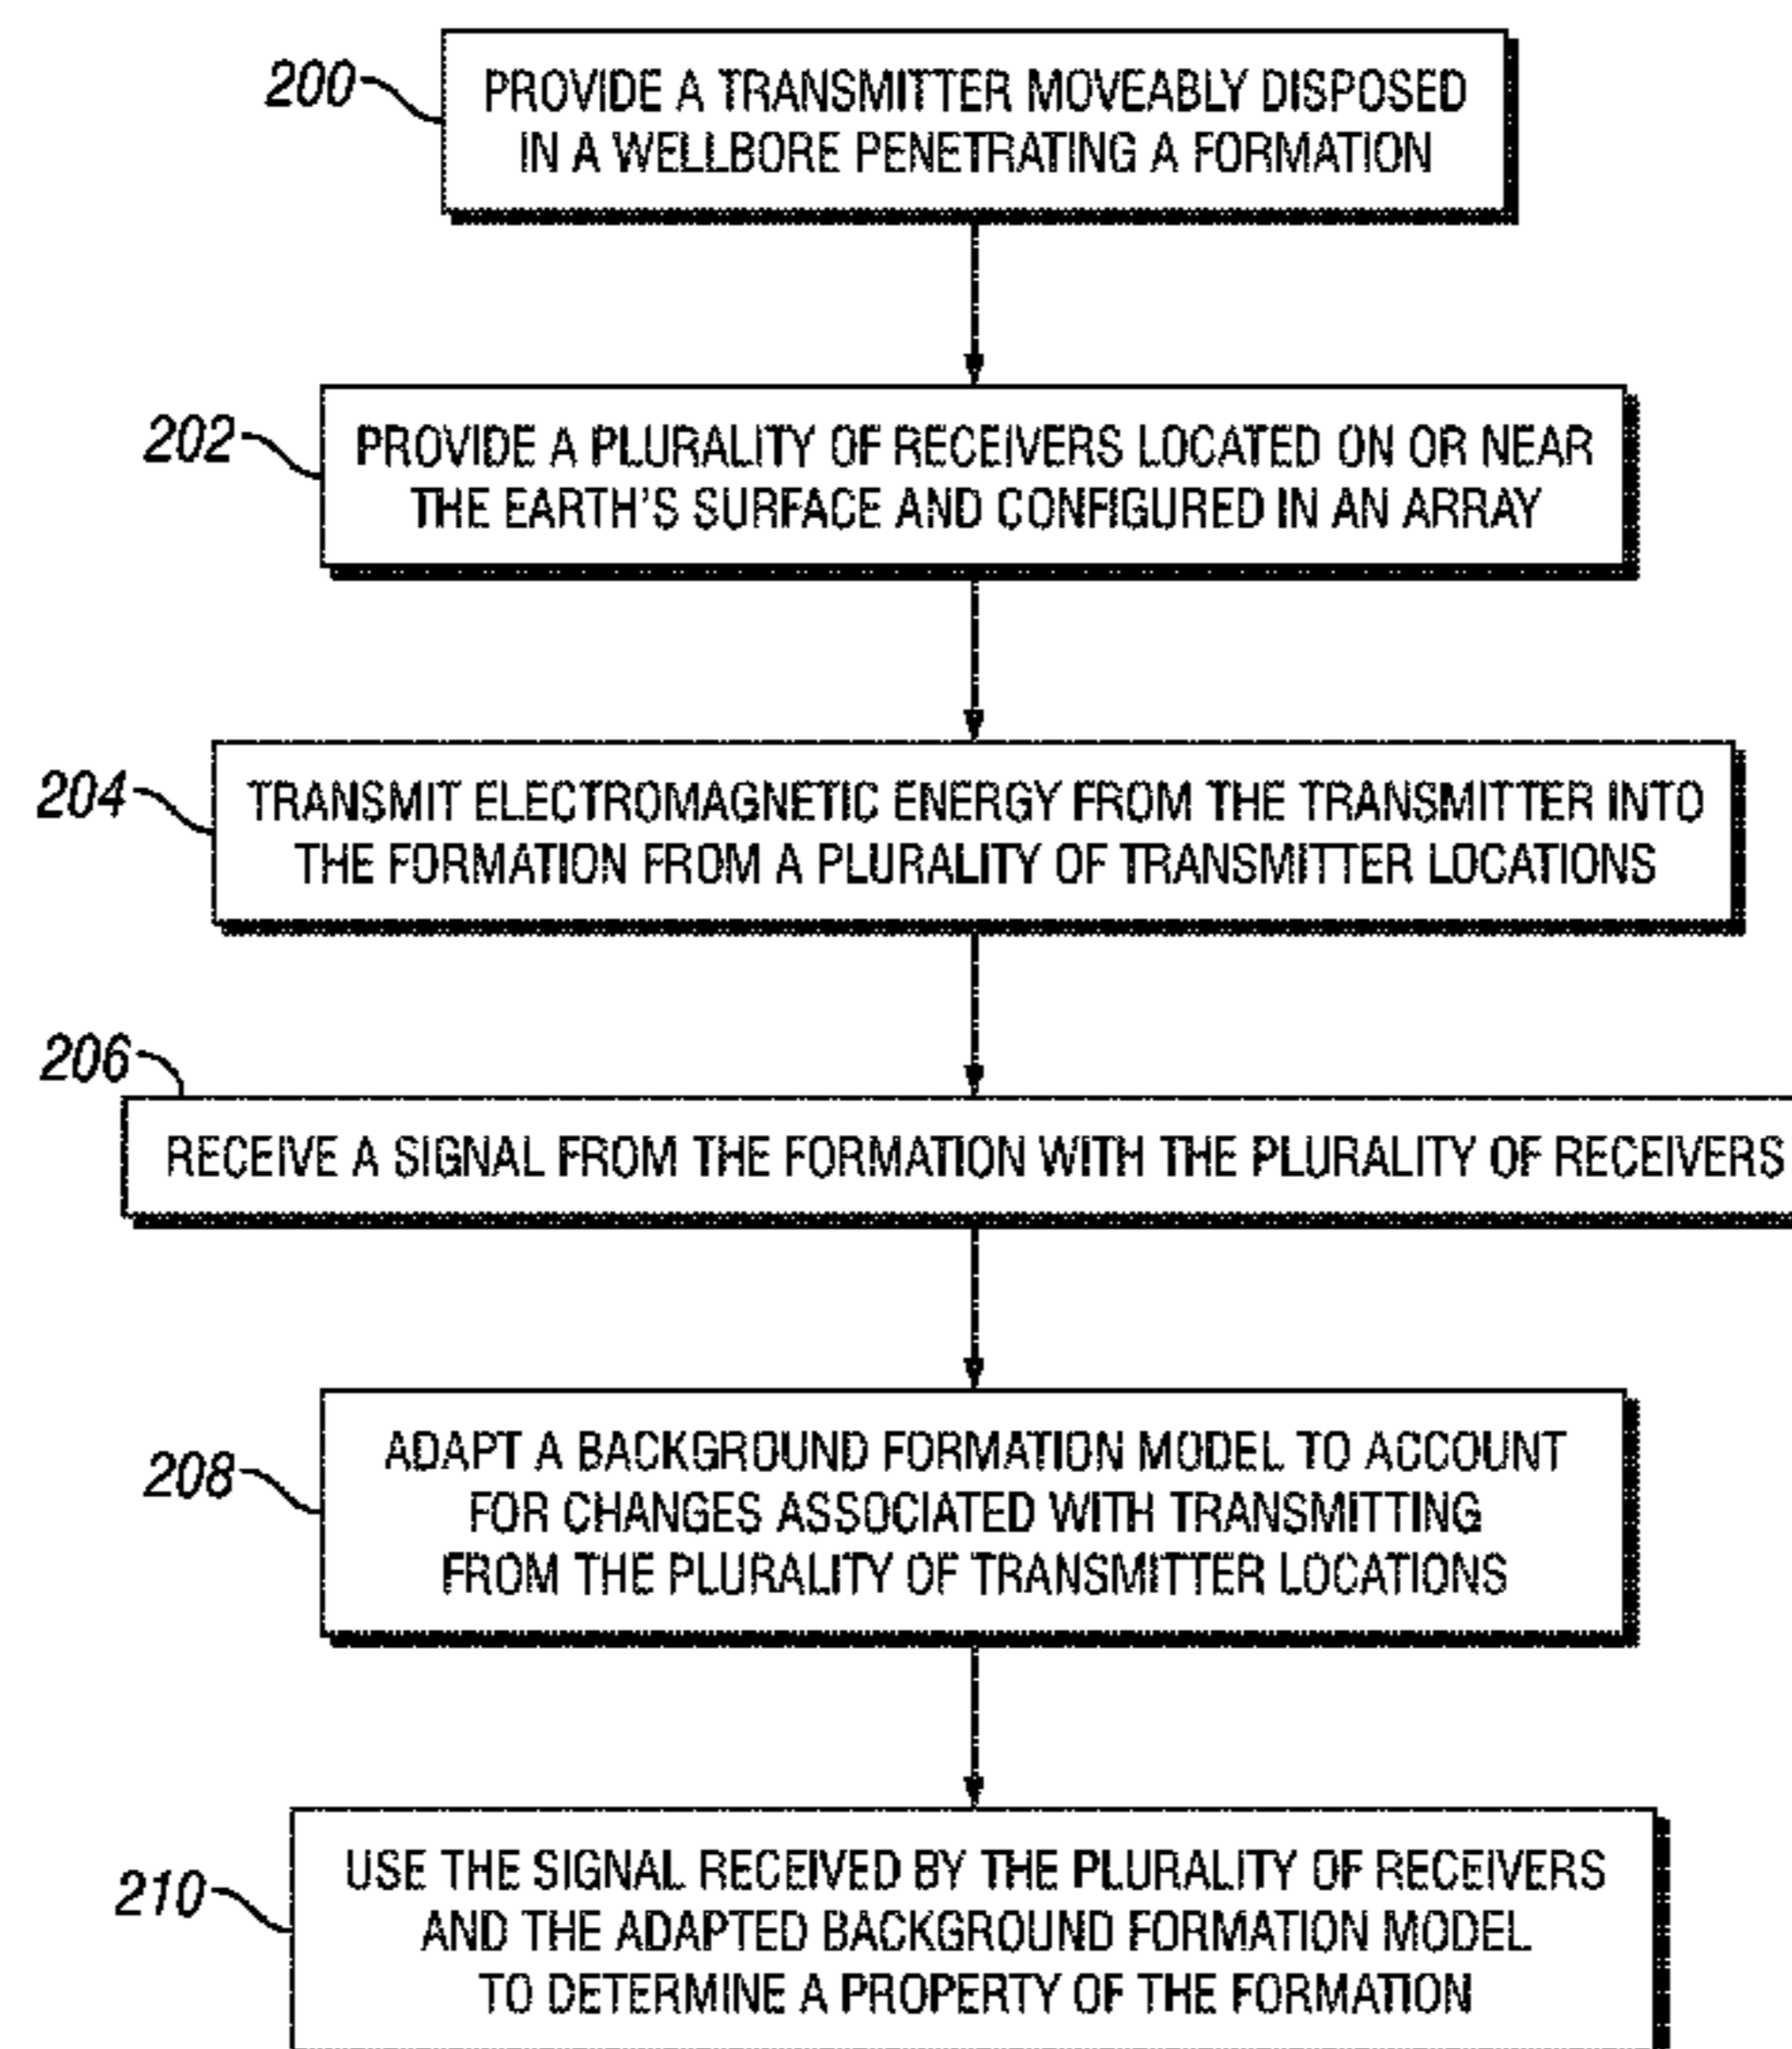 200
PROVIDE A TRANSMITTER MOVEABLY DISPOSED
IN A WELLBORE PENETRATING A FORMATION
202
PROVIDE A PLURALITY OF RECEIVERS LOCATED ON OR NEAR
THE EARTH'S SURFACE AND CONFIGURED IN AN ARRAY
204
TRANSMIT ELECTROMAGNETIC ENERGY FROM THE TRANSMITTER INTO
THE FORMATION FROM A PLURALITY OF TRANSMITTER LOCATIONS
206
RECEIVE A SIGNAL FROM THE FORMATION WITH THE PLURALITY OF RECEIVERS
208
ADAPT A BACKGROUND FORMATION MODEL TO ACCOUNT
FOR CHANGES ASSOCIATED WITH TRANSMITTING
FROM THE PLURALITY OF TRANSMITTER LOCATIONS
210
USE THE SIGNAL RECEIVED BY THE PLURALITY OF RECEIVERS
AND THE ADAPTED BACKGROUND FORMATION MODEL
TO DETERMINE A PROPERTY OF THE FORMATION